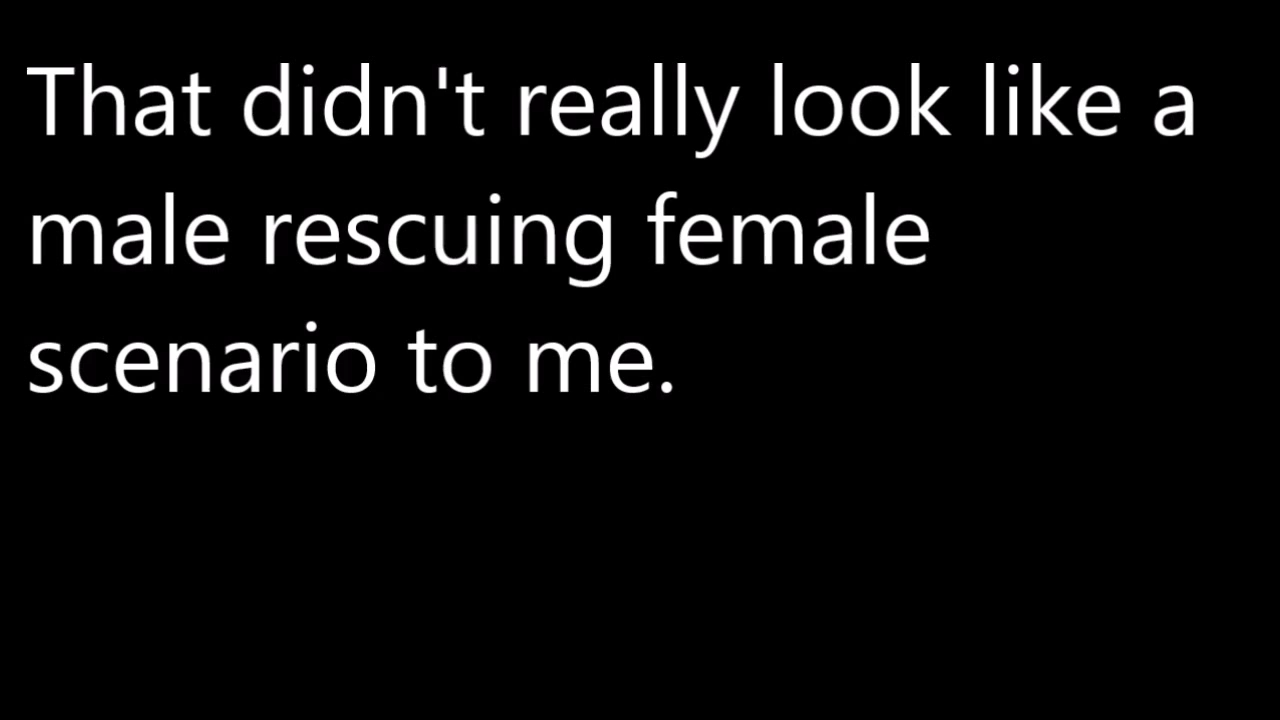 That didn't really look like a
male rescuing female
scenario to me.